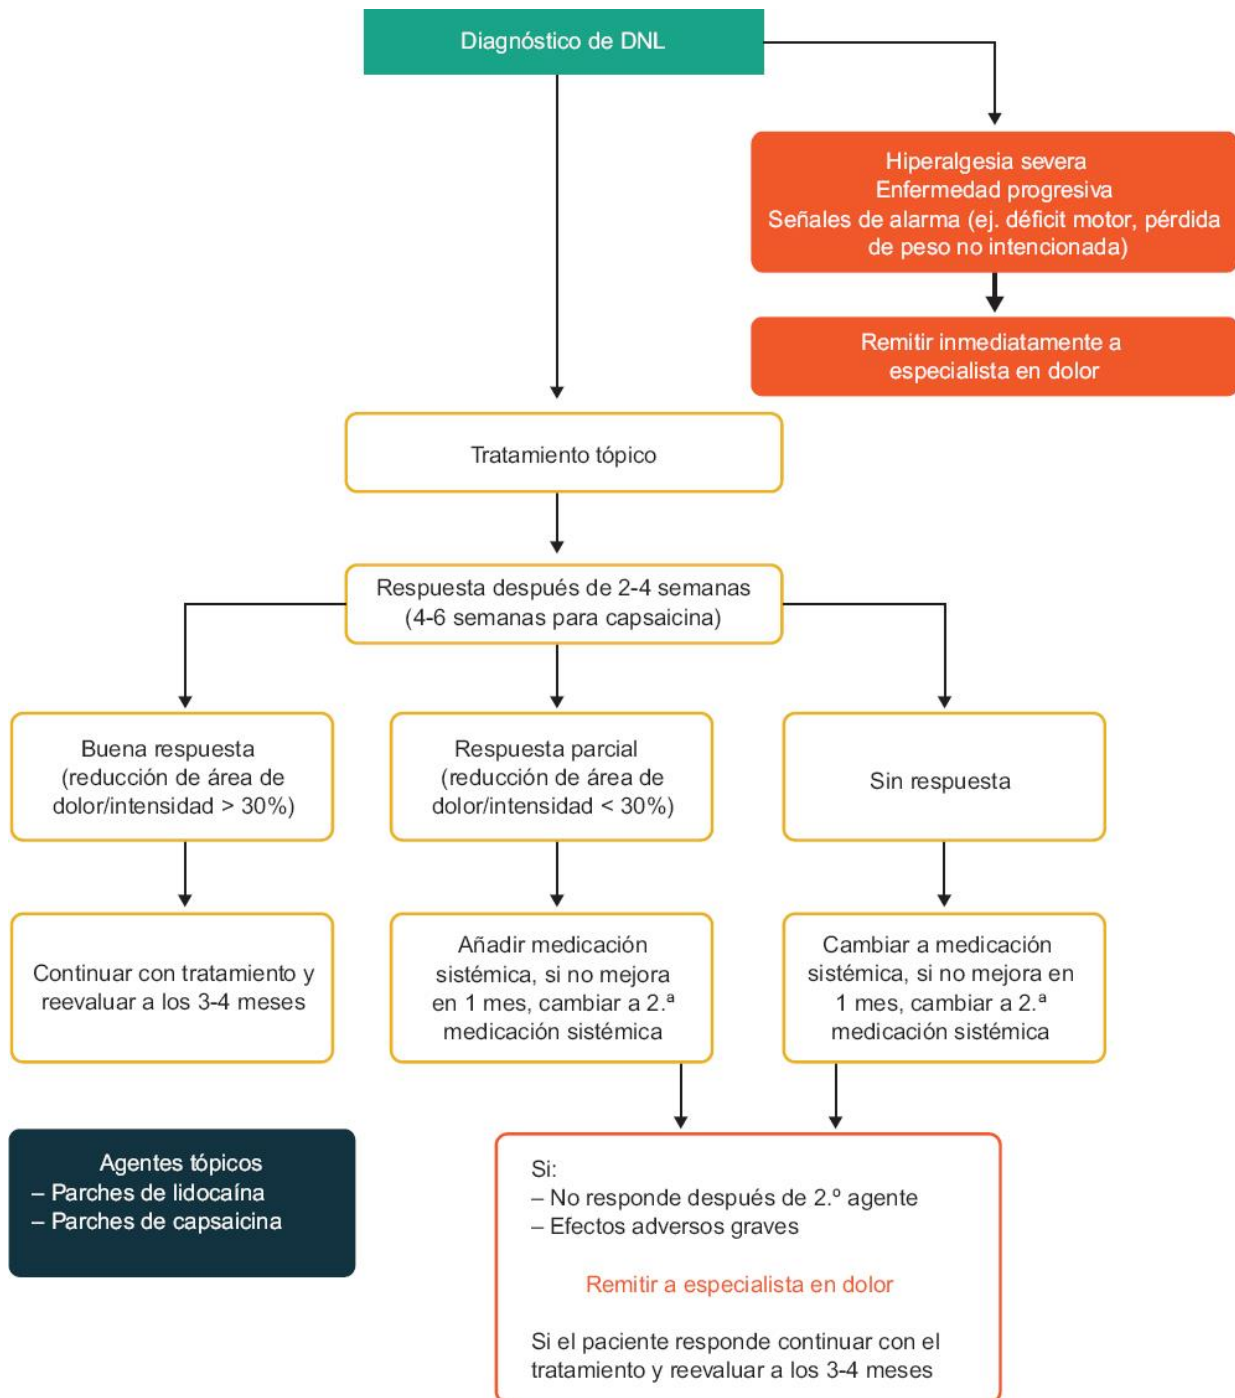 Diagnóstico de DNL
Hiperalgesia severa
Enfermedad progresiva
Señales de alarma (ej. déficit motor, pérdida
de peso no intencionada)
Remitir inmediatamente a
especialista en dolor
Tratamiento tópico
Respuesta después de 2-4 semanas
(4-6 semanas para capsaicina)
Buena respuesta
(reducción de área de
dolor/intensidad > 30%)
Respuesta parcial
(reducción de área de
dolor/intensidad < 30%)
Sin respuesta
Continuar con tratamiento y
reevaluar a los 3-4 meses
Añadir medicación
sistémica, si no mejora
en 1 mes, cambiar a 2.ª
medicación sistémica
Cambiar a medicación
sistémica, si no mejora en
1 mes, cambiar a 2.ª
medicación sistémica
Agentes tópicos
– Parches de lidocaína
– Parches de capsaicina
Si:
– No responde después de 2.º agente
– Efectos adversos graves
Remitir a especialista en dolor
Si el paciente responde continuar con el
tratamiento y reevaluar a los 3-4 meses